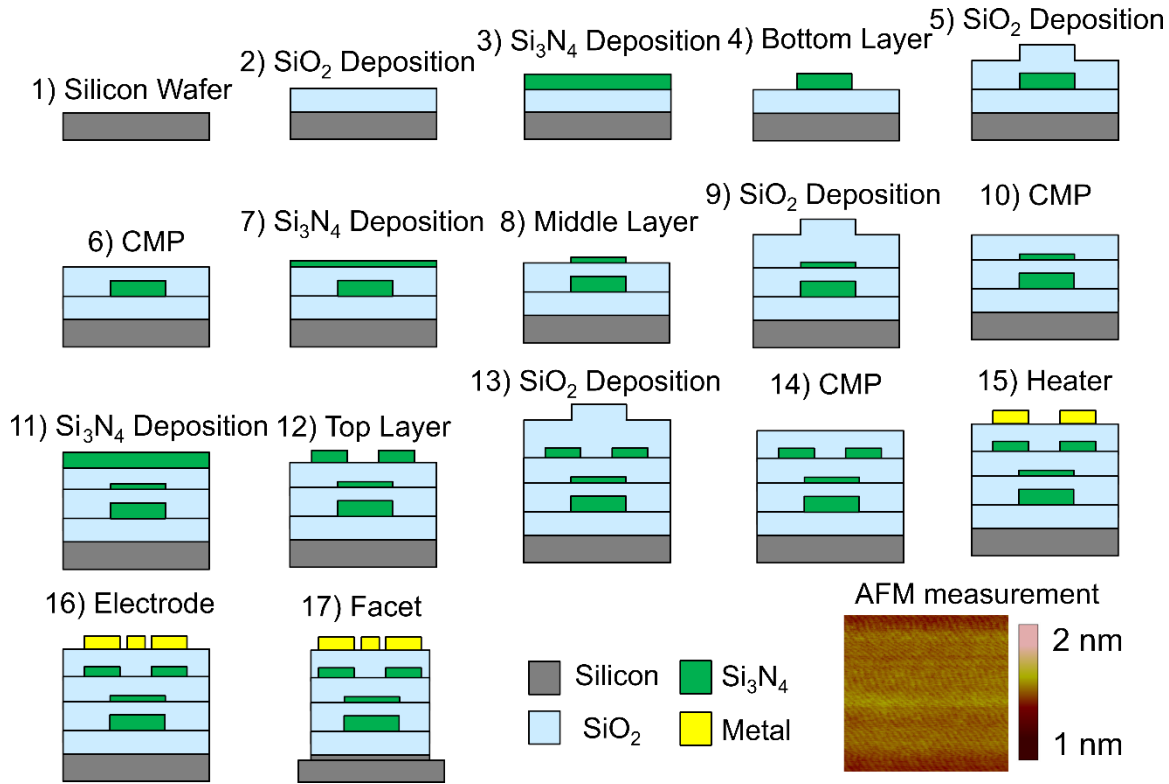 1) Silicon Wafer
2) SiO₂ Deposition
3) Si₃N₄ Deposition
4) Bottom Layer
5) SiO₂ Deposition
6) CMP
7) Si₃N₄ Deposition
8) Middle Layer
9) SiO₂ Deposition
10) CMP
11) Si₃N₄ Deposition
12) Top Layer
13) SiO₂ Deposition
14) CMP
15) Heater
16) Electrode
17) Facet
Silicon
Si₃N₄
SiO₂
Metal
AFM measurement
2 nm
1 nm